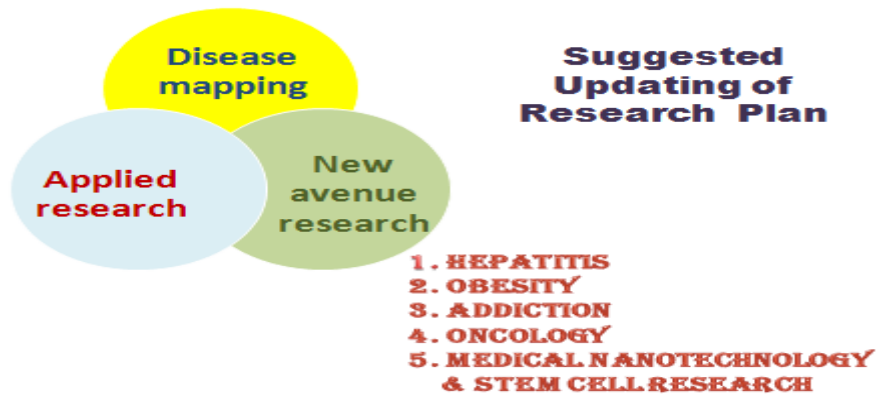 Disease
mapping
Suggested
Updating of
Research Plan
Applied
research
New
avenue
research
1. HEPATITIS
2. OBESITY
3. ADDICTION
4. ONCOLOGY
5. MEDICAL NANOTECHNOLOGY
& STEM CELL RESEARCH